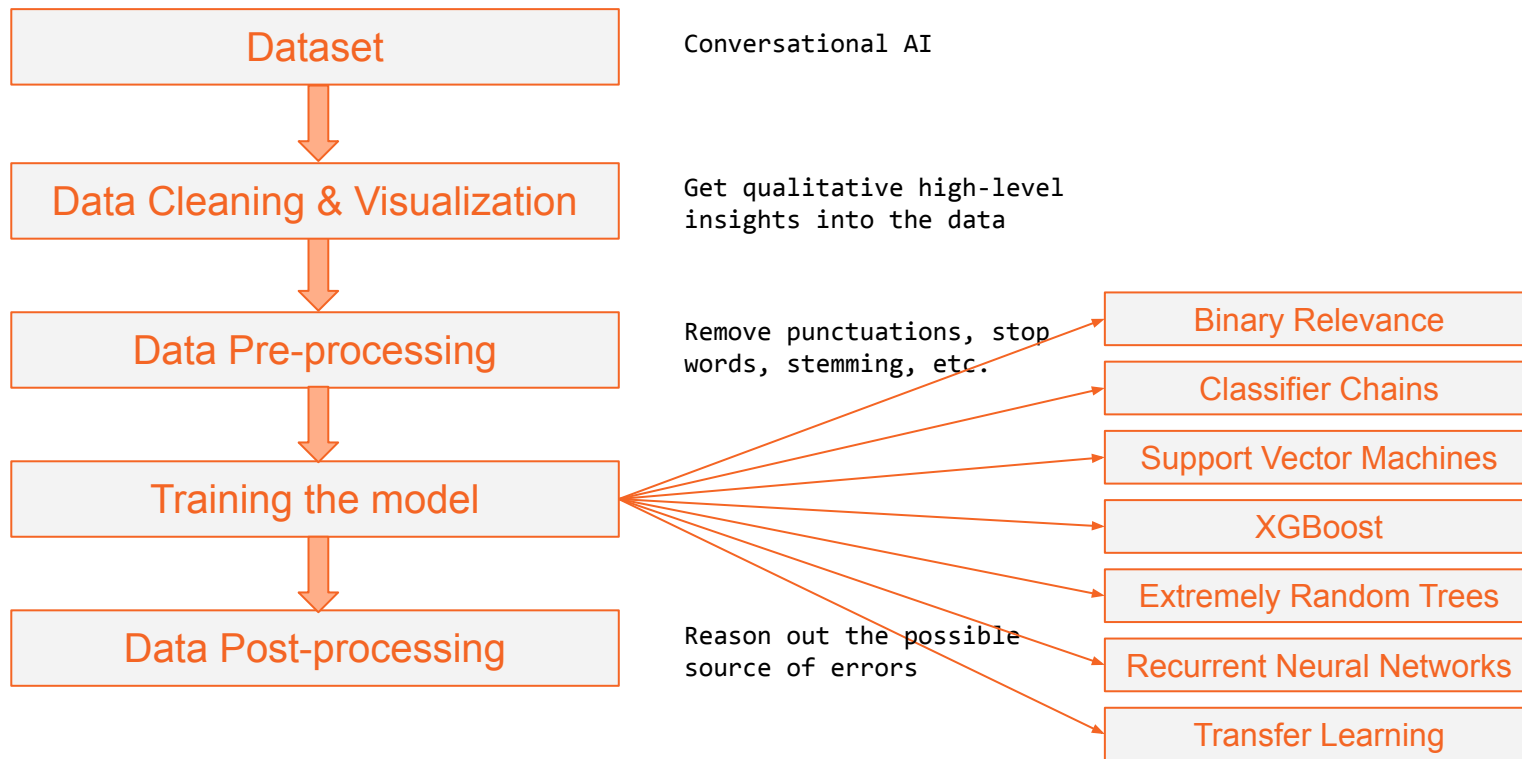 Dataset
Conversational AI
Data Cleaning & Visualization
Get qualitative high-level
insights into the data
Data Pre-processing
Remove punctuations, stop
words, stemming, etc.
Training the model
Data Post-processing
Reason out the possible
source of errors
Binary Relevance
Classifier Chains
Support Vector Machines
XGBoost
Extremely Random Trees
Recurrent Neural Networks
Transfer Learning